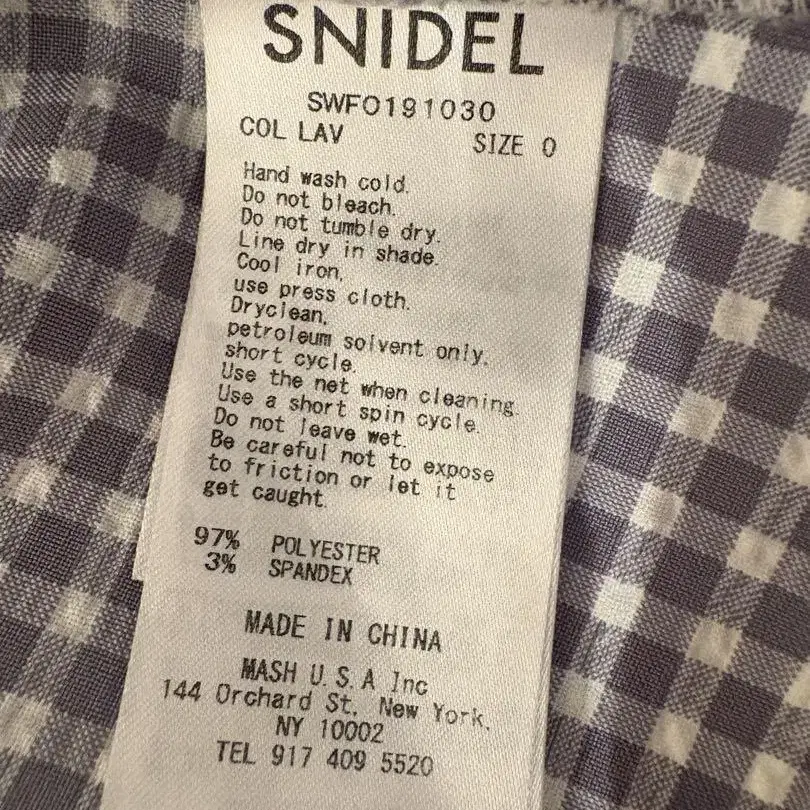 SNIDEL
SWFO191030
COL LAV SIZE 0
Hand wash cold.
Do not bleach.
Do not tumble dry.
Line dry in shade.
Cool iron,
use press cloth.
Dryclean,
petroleum solvent only.
short cycle.
Use the net when cleaning.
Use a short spin cycle.
Do not leave wet.
Be careful not to expose
to friction or let it
get caught.
97% POLYESTER
3% SPANDEX
MADE IN CHINA
MASH U.S.A Inc
144 Orchard St. New York.
NY 10002
TEL 917 409 5520